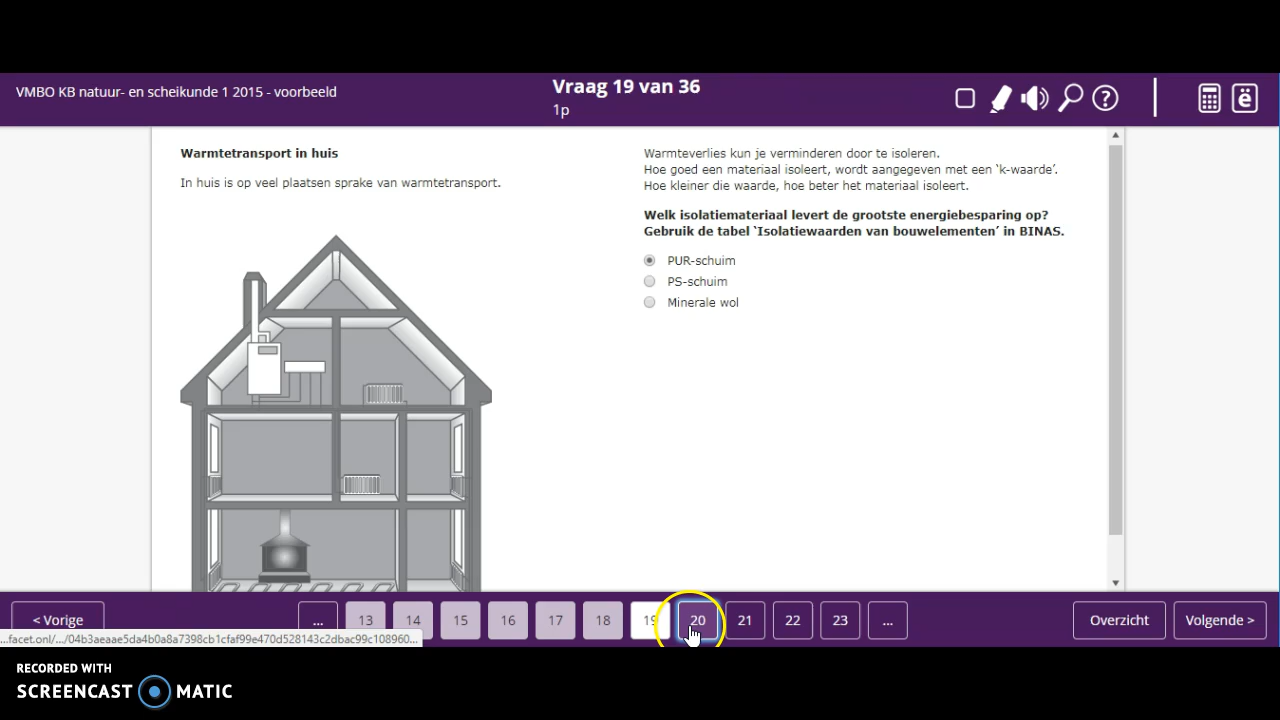 VMBO KB natuur- en scheikunde 1 2015 - voorbeeld
Vraag 19 van 36
1p
Warmtetransport in huis
In huis is op veel plaatsen sprake van warmtetransport.
Warmteverlies kun je verminderen door te isoleren.
Hoe goed een materiaal isoleert, wordt aangegeven met een ‘k-waarde’.
Hoe kleiner die waarde, hoe beter het materiaal isoleert.
Welk isolatiemateriaal levert de grootste energiebesparing op?
Gebruik de tabel ‘Isolatiewaarden van bouwelementen’ in BINAS.
PUR-schuim
PS-schuim
Minerale wol
< Vorige
... 13 14 15 16 17 18 19 20 21 22 23 ...
Overzicht
Volgende >
...facet.onl/.../04b3aeaae5da4b0a8a7398cb1cfaf99e470d528143c2dbac99c108960...
RECORDED WITH
SCREENCAST MATIC